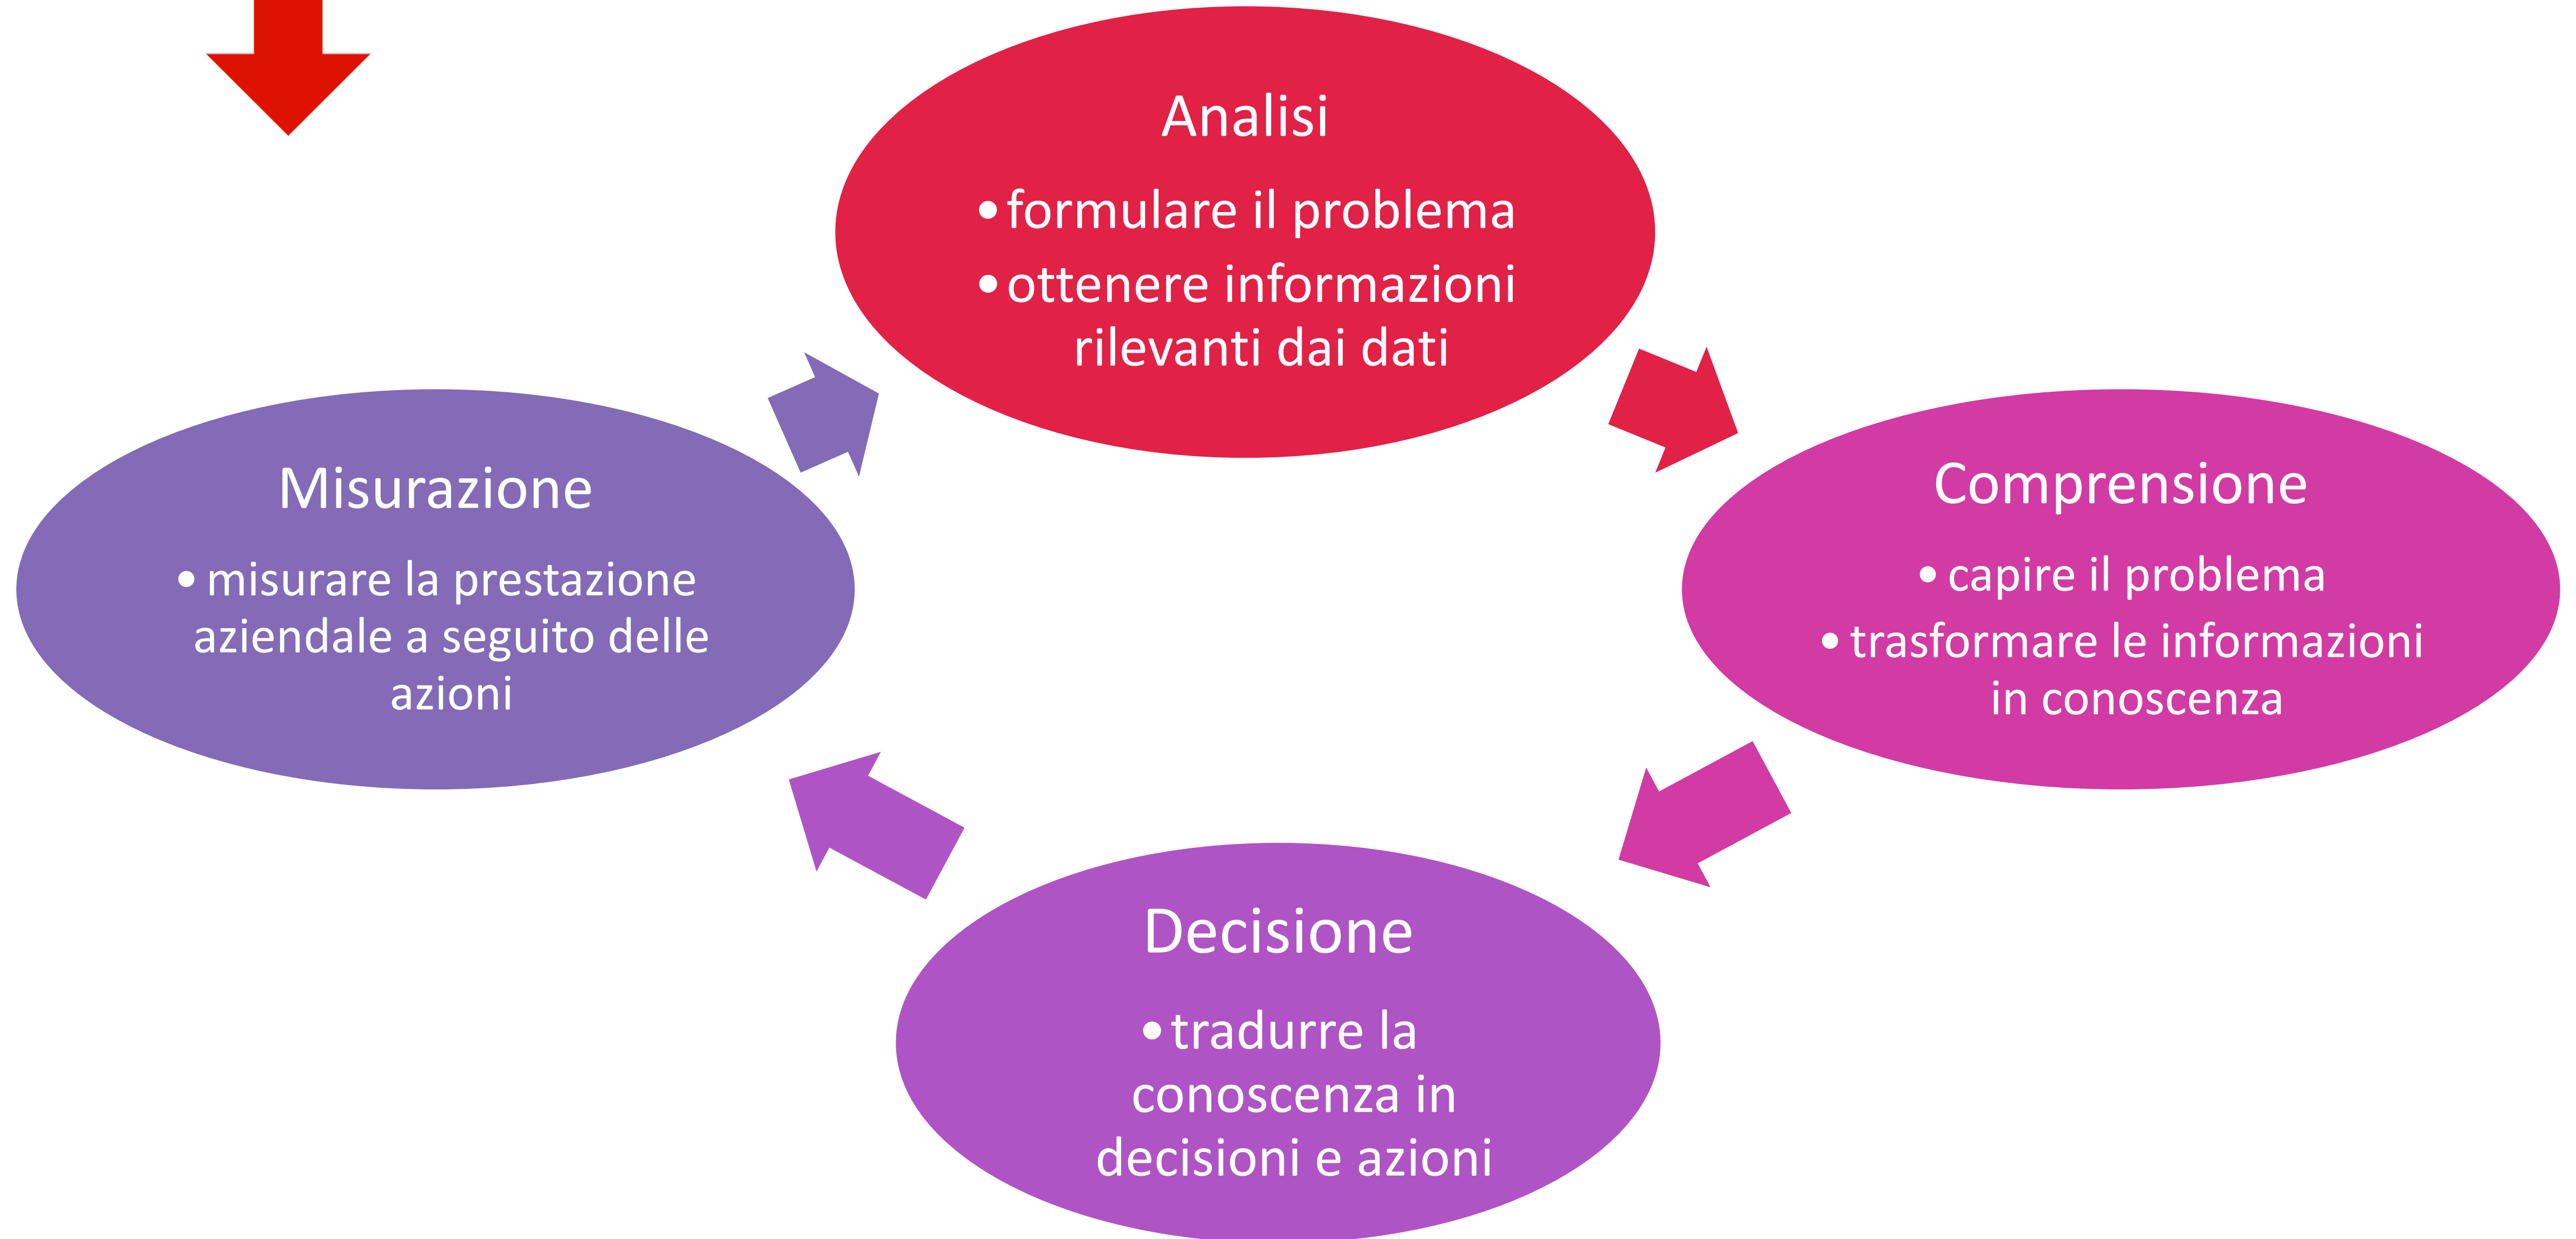 Analisi
•formulare il problema
•ottenere informazioni
rilevanti dai dati
Comprensione
• capire il problema
• trasformare le informazioni
in conoscenza
Decisione
•tradurre la
conoscenza in
decisioni e azioni
Misurazione
• misurare la prestazione
aziendale a seguito delle
azioni